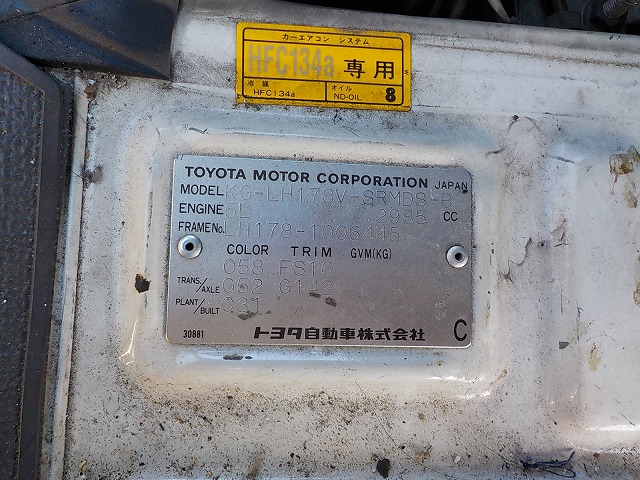 カーエアコン システム
HFC134a 専用
冷媒 オイル
HFC134a ND-OIL 8
TOYOTA MOTOR CORPORATION JAPAN
MODEL KG-LH178V-SRMDS-B
ENGINE 5L 2985 CC
FRAME No. LH178-1006445
COLOR TRIM GVM(KG)
058 FS16
TRANS./AXLE G52 G142
PLANT/BUILT C31
30881 トヨタ自動車株式会社 C